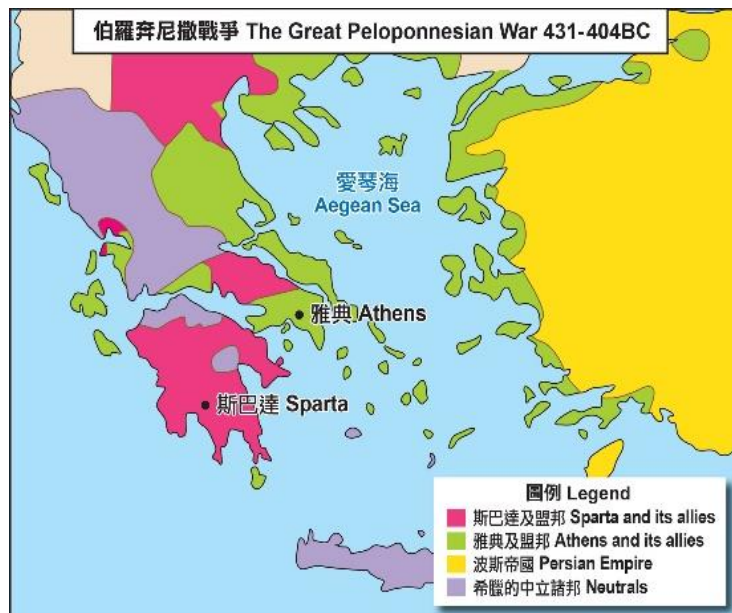 伯羅奔尼撒戰爭 The Great Peloponnesian War 431-404BC
愛琴海
Aegean Sea
雅典 Athens
斯巴達 Sparta
圖例 Legend
斯巴達及盟邦 Sparta and its allies
雅典及盟邦 Athens and its allies
波斯帝國 Persian Empire
希臘的中立諸邦 Neutrals